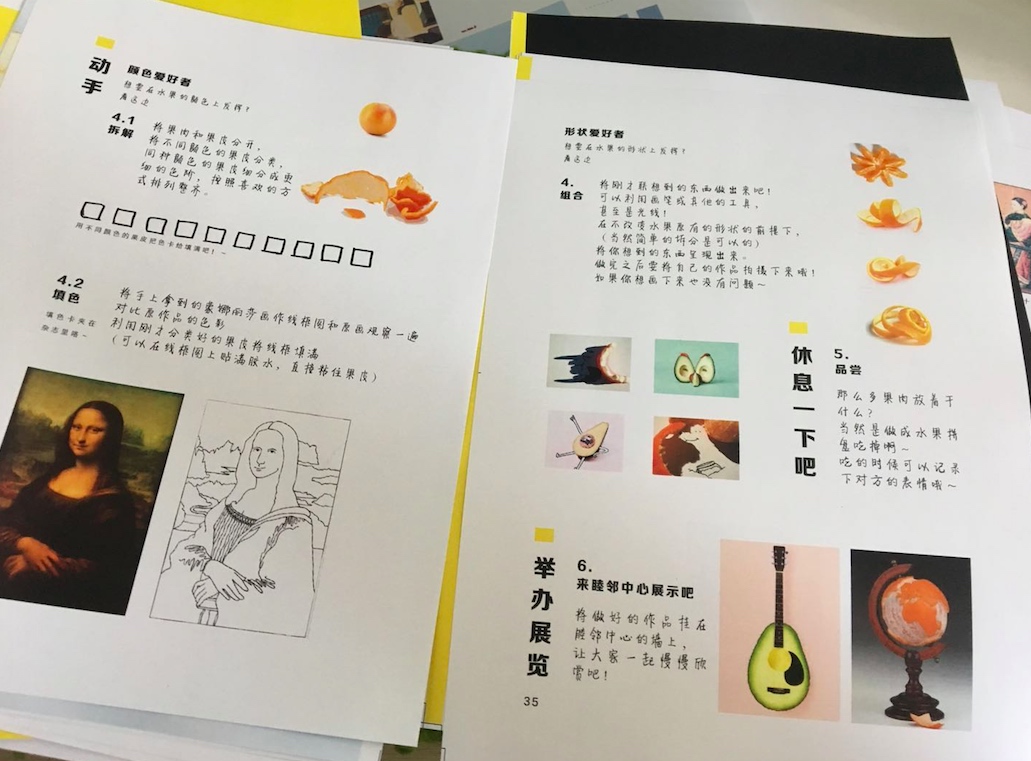 动手
颜色爱好者
想要在水果的颜色上发挥？
看这边
4.1
拆解
将果肉和果皮分开，
将不同颜色的果皮分类，
同种颜色的果皮细分成更
细的色阶，按照喜欢的方
式排列整齐。
用不同颜色的果皮把色卡给填满吧！~
4.2
填色
填色卡夹在
杂志里哦~
将手上拿到的蒙娜丽莎画作线框图和原画观察一遍
对比原作品的色彩
利用刚才分类好的果皮将线框填满
（可以在线框图上贴满胶水，直接粘住果皮）
形状爱好者
想要在水果的形状上发挥？
看这边
4.
组合
将刚才联想到的东西做出来吧！
可以利用画笔或其他的工具，
甚至是光线！
在不改变水果原有的形状的前提下，
（当然简单的拆分是可以的）
将你想到的东西呈现出来。
做完之后要将自己的作品拍摄下来哦！
如果你想画下来也没有问题~
休息一下吧
5.
品尝
那么多果肉放着干
什么？
当然是做成水果拼
盘吃掉啊~
吃的时候可以记录
下对方的表情哦~
举办展览
6.
来睦邻中心展示吧
将做好的作品挂在
睦邻中心的墙上，
让大家一起慢慢欣
赏吧！
35